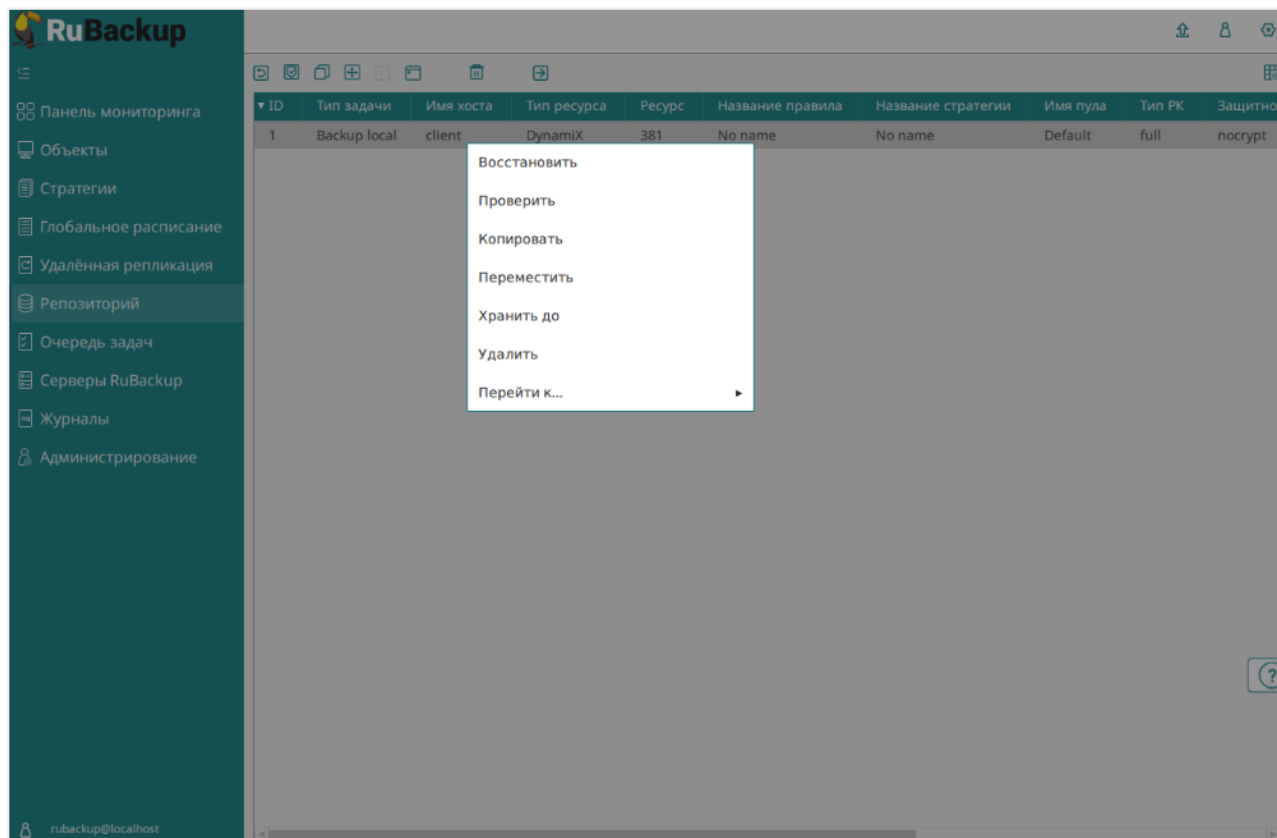 RuBackup
Панель мониторинга
Объекты
Стратегии
Глобальное расписание
Удалённая репликация
Репозиторий
Очередь задач
Серверы RuBackup
Журналы
Администрирование
rubackup@localhost
▾ ID Тип задачи Имя хоста Тип ресурса Ресурс Название правила Название стратегии Имя пула Тип РК Защитно
1 Backup local client DynamiX 381 No name No name Default full nocrypt
Восстановить
Проверить
Копировать
Переместить
Хранить до
Удалить
Перейти к... ▸
?